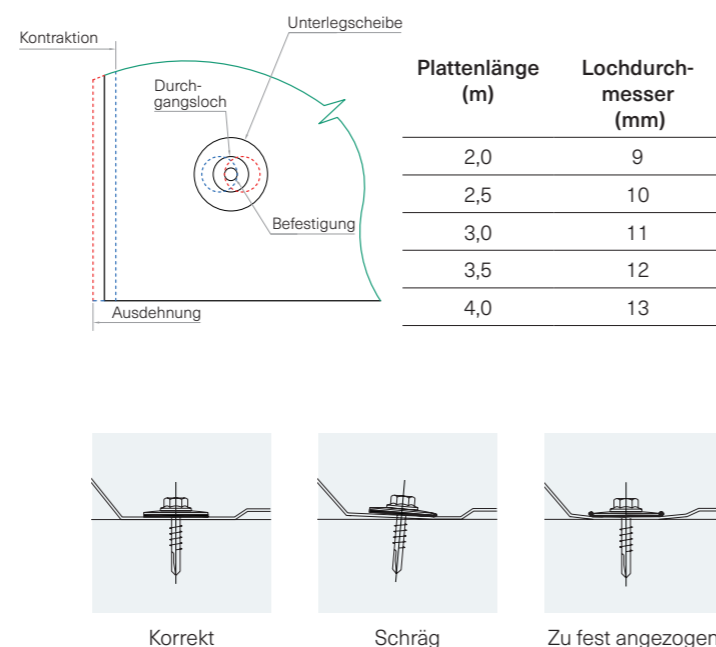 Unterlegscheibe
Kontraktion
Durch-
gangsloch
Befestigung
Ausdehnung
Plattenlänge
(m)
Lochdurch-
messer
(mm)
2,0 9
2,5 10
3,0 11
3,5 12
4,0 13
Korrekt
Schräg
Zu fest angezogen